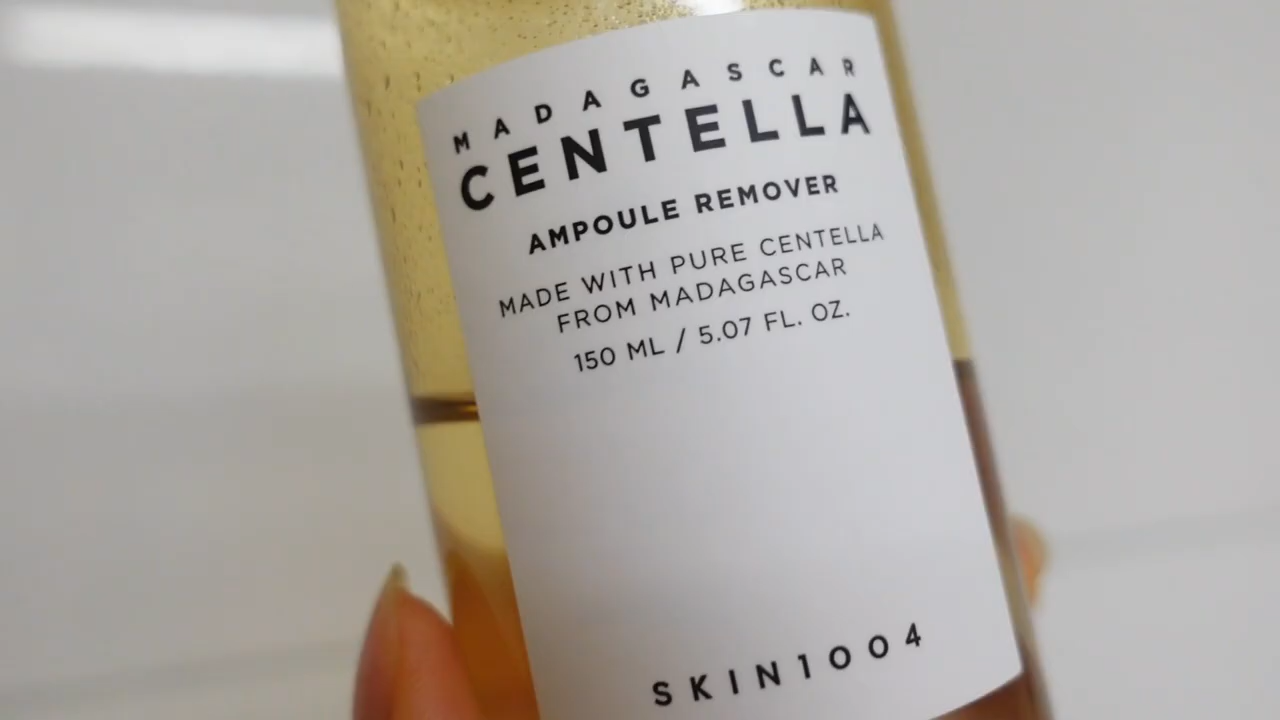 MADAGASCAR
CENTELLA
AMPOULE REMOVER
MADE WITH PURE CENTELLA
FROM MADAGASCAR
150 ML / 5.07 FL. OZ.
SKIN1004